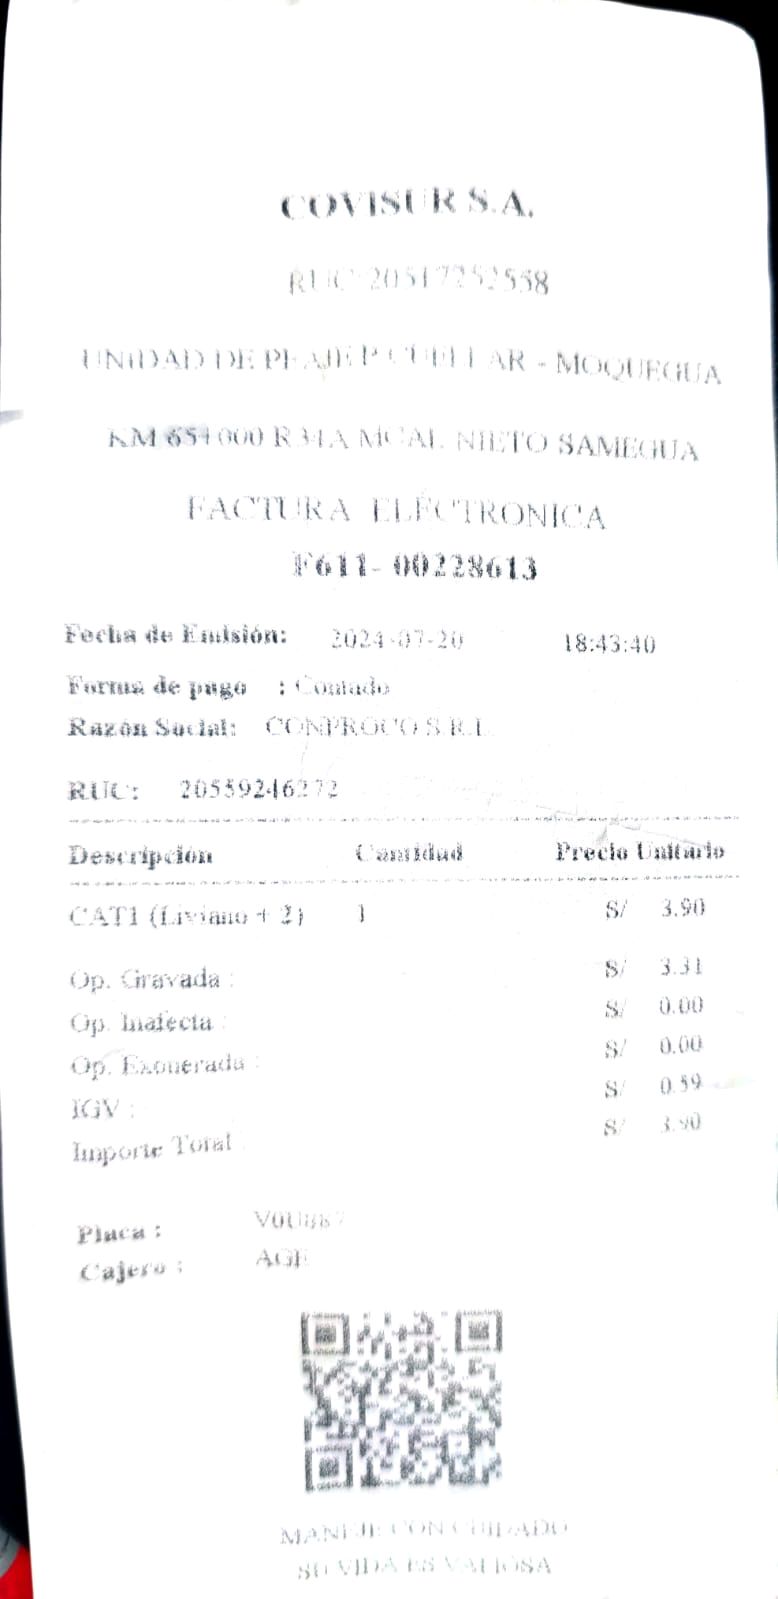 COVISUR S.A.
RUC 20517252558
UNIDAD DE PEAJE P CUELLAR - MOQUEGUA
KM 000 R34A MCAL NIETO SAMEGUA
FACTURA ELÉCTRONICA
F611- 00228613
Fecha de Emisión: 2024-07-20 18:43:40
Forma de pago : Contado
Razón Social: CONPROCO S.R.L
RUC: 20559246272
Descripción Cantidad Precio Unitario
CAT1 (Liviano + 2) 1 S/ 3.90
Op. Gravada : S/ 3.31
Op. Inafecta : S/ 0.00
Op. Exonerada : S/ 0.00
IGV : S/ 0.59
Importe Total : S/ 3.90
Placa :
Cajero : AGE
MANEJE CON CUIDADO
SU VIDA ES VALIOSA